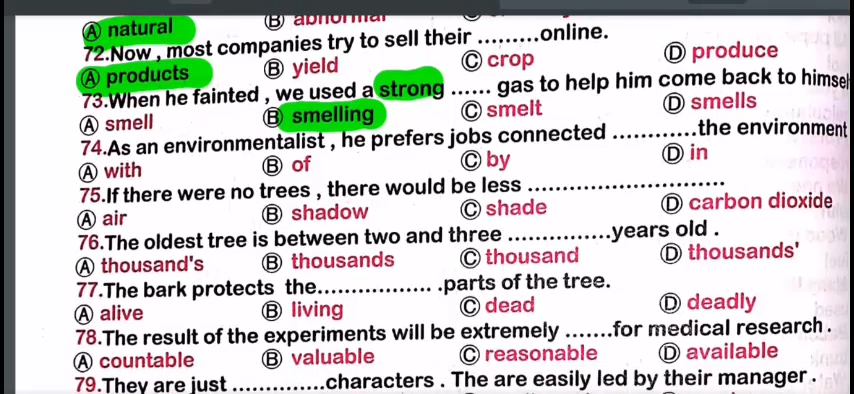 Ⓐ natural Ⓑ abnormal Ⓒ
72.Now , most companies try to sell their .........online.
Ⓐ products Ⓑ yield Ⓒ crop Ⓓ produce
73.When he fainted , we used a strong ...... gas to help him come back to himsel
Ⓐ smell Ⓑ smelling Ⓒ smelt Ⓓ smells
74.As an environmentalist , he prefers jobs connected ............the environment
Ⓐ with Ⓑ of Ⓒ by Ⓓ in
75.If there were no trees , there would be less ............................
Ⓐ air Ⓑ shadow Ⓒ shade Ⓓ carbon dioxide
76.The oldest tree is between two and three ...............years old .
Ⓐ thousand's Ⓑ thousands Ⓒ thousand Ⓓ thousands'
77.The bark protects the................. .parts of the tree.
Ⓐ alive Ⓑ living Ⓒ dead Ⓓ deadly
78.The result of the experiments will be extremely .......for medical research .
Ⓐ countable Ⓑ valuable Ⓒ reasonable Ⓓ available
79.They are just ..............characters . The are easily led by their manager .